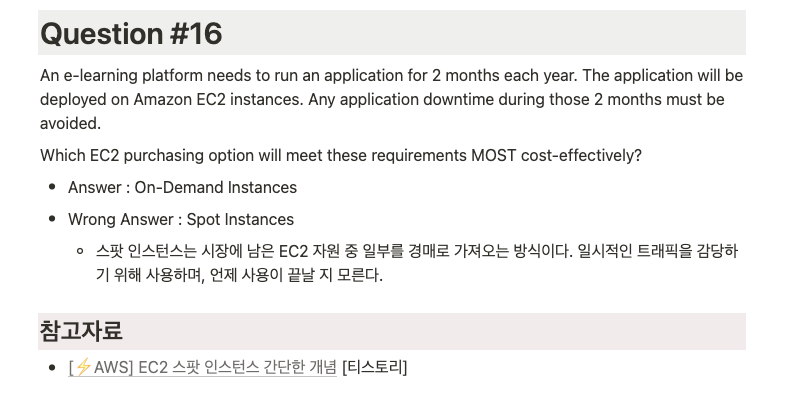 Question #16
An e-learning platform needs to run an application for 2 months each year. The application will be
deployed on Amazon EC2 instances. Any application downtime during those 2 months must be
avoided.
Which EC2 purchasing option will meet these requirements MOST cost-effectively?
• Answer : On-Demand Instances
• Wrong Answer : Spot Instances
◦ 스팟 인스턴스는 시장에 남은 EC2 자원 중 일부를 경매로 가져오는 방식이다. 일시적인 트래픽을 감당하
기 위해 사용하며, 언제 사용이 끝날 지 모른다.
참고자료
• [⚡AWS] EC2 스팟 인스턴스 간단한 개념 [티스토리]